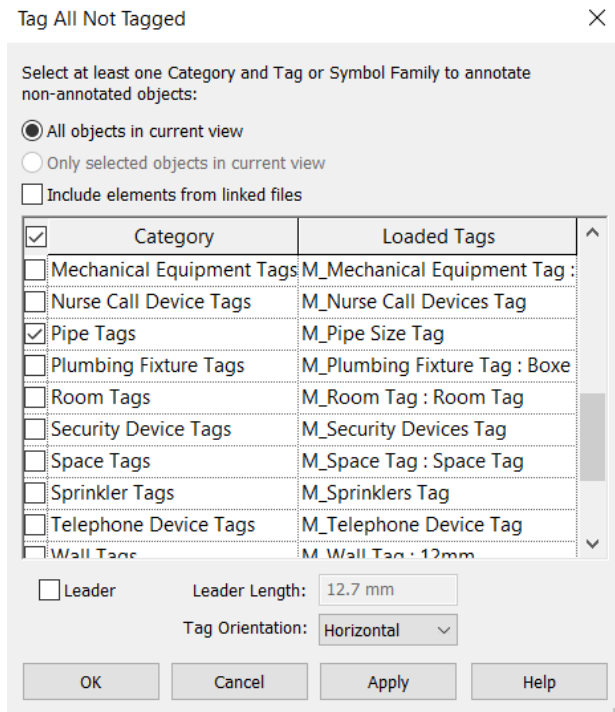 Tag All Not Tagged
Select at least one Category and Tag or Symbol Family to annotate
non-annotated objects:
All objects in current view
Only selected objects in current view
Include elements from linked files
Category Loaded Tags
Mechanical Equipment Tags M_Mechanical Equipment Tag :
Nurse Call Device Tags M_Nurse Call Devices Tag
Pipe Tags M_Pipe Size Tag
Plumbing Fixture Tags M_Plumbing Fixture Tag : Boxe
Room Tags M_Room Tag : Room Tag
Security Device Tags M_Security Devices Tag
Space Tags M_Space Tag : Space Tag
Sprinkler Tags M_Sprinklers Tag
Telephone Device Tags M_Telephone Device Tag
Wall Tags M_Wall Tag : 12mm
Leader Leader Length: 12.7 mm
Tag Orientation: Horizontal
OK Cancel Apply Help